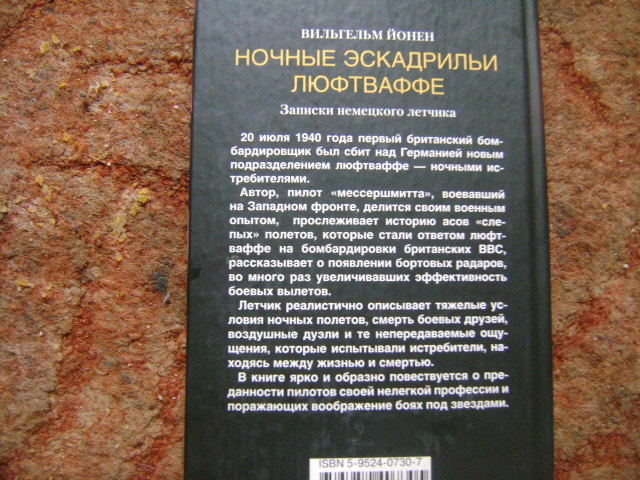 ВИЛЬГЕЛЬМ ЙОНЕН
НОЧНЫЕ ЭСКАДРИЛЬИ
ЛЮФТВАФФЕ
Записки немецкого летчика
20 июля 1940 года первый британский бом-
бардировщик был сбит над Германией новым
подразделением люфтваффе — ночными ис-
требителями.
Автор, пилот «мессершмитта», воевавший
на Западном фронте, делится своим военным
опытом, прослеживает историю асов «сле-
пых» полетов, которые стали ответом люфт-
ваффе на бомбардировки британских ВВС,
рассказывает о появлении бортовых радаров,
во много раз увеличивавших эффективность
боевых вылетов.
Летчик реалистично описывает тяжелые ус-
ловия ночных полетов, смерть боевых друзей,
воздушные дуэли и те непередаваемые ощу-
щения, которые испытывали истребители, на-
ходясь между жизнью и смертью.
В книге ярко и образно повествуется о пре-
данности пилотов своей нелегкой профессии и
поражающих воображение боях под звездами.
ISBN 5-9524-0730-7